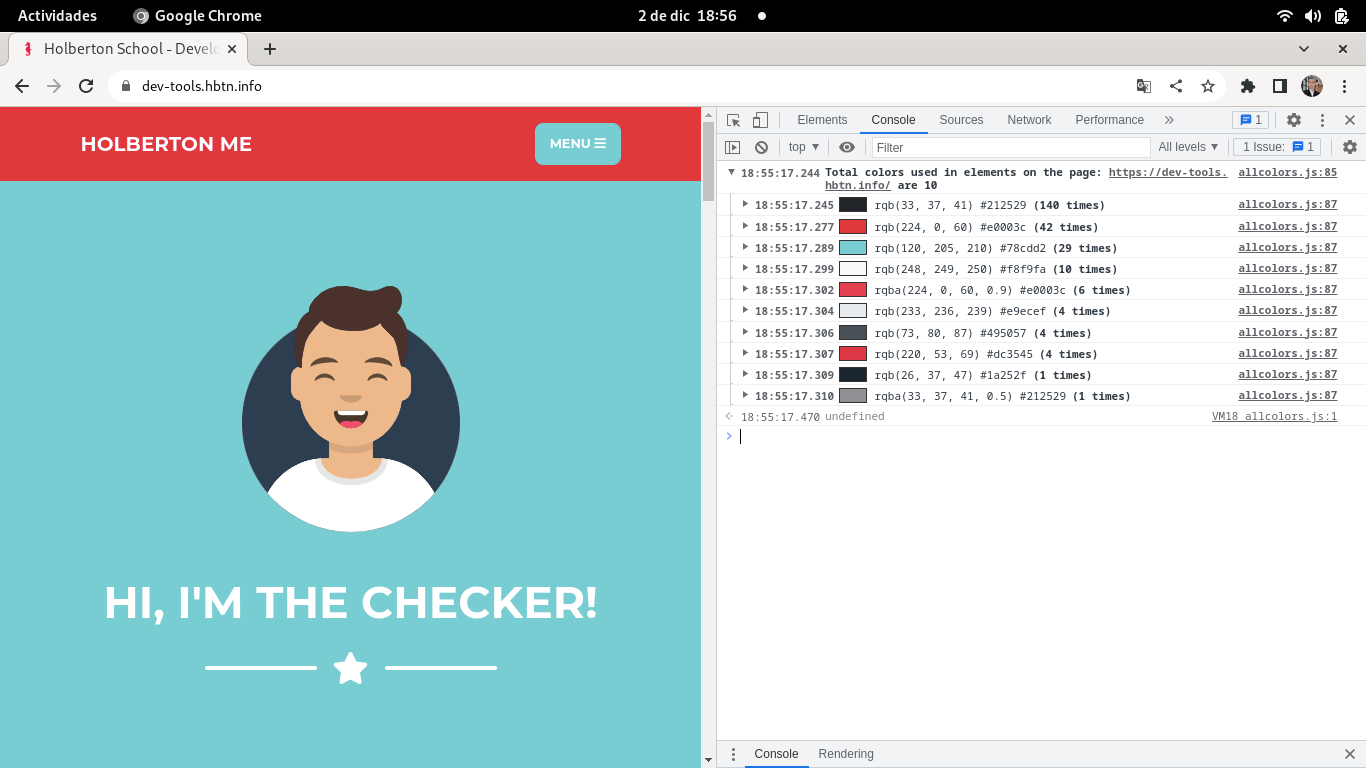 Actividades
Google Chrome
2 de dic 18:56
Holberton School - Develo
dev-tools.hbtn.info
HOLBERTON ME
MENU
HI, I'M THE CHECKER!
Elements Console Sources Network Performance 1
top Filter All levels 1 Issue: 1
18:55:17.244 Total colors used in elements on the page: https://dev-tools. allcolors.js:85
hbtn.info/ are 10
18:55:17.245 rgb(33, 37, 41) #212529 (140 times) allcolors.js:87
18:55:17.277 rgb(224, 0, 60) #e0003c (42 times) allcolors.js:87
18:55:17.289 rgb(120, 205, 210) #78cdd2 (29 times) allcolors.js:87
18:55:17.299 rgb(248, 249, 250) #f8f9fa (10 times) allcolors.js:87
18:55:17.302 rgba(224, 0, 60, 0.9) #e0003c (6 times) allcolors.js:87
18:55:17.304 rgb(233, 236, 239) #e9ecef (4 times) allcolors.js:87
18:55:17.306 rgb(73, 80, 87) #495057 (4 times) allcolors.js:87
18:55:17.307 rgb(220, 53, 69) #dc3545 (4 times) allcolors.js:87
18:55:17.309 rgb(26, 37, 47) #1a252f (1 times) allcolors.js:87
18:55:17.310 rgba(33, 37, 41, 0.5) #212529 (1 times) allcolors.js:87
18:55:17.470 undefined VM18 allcolors.js:1
Console Rendering